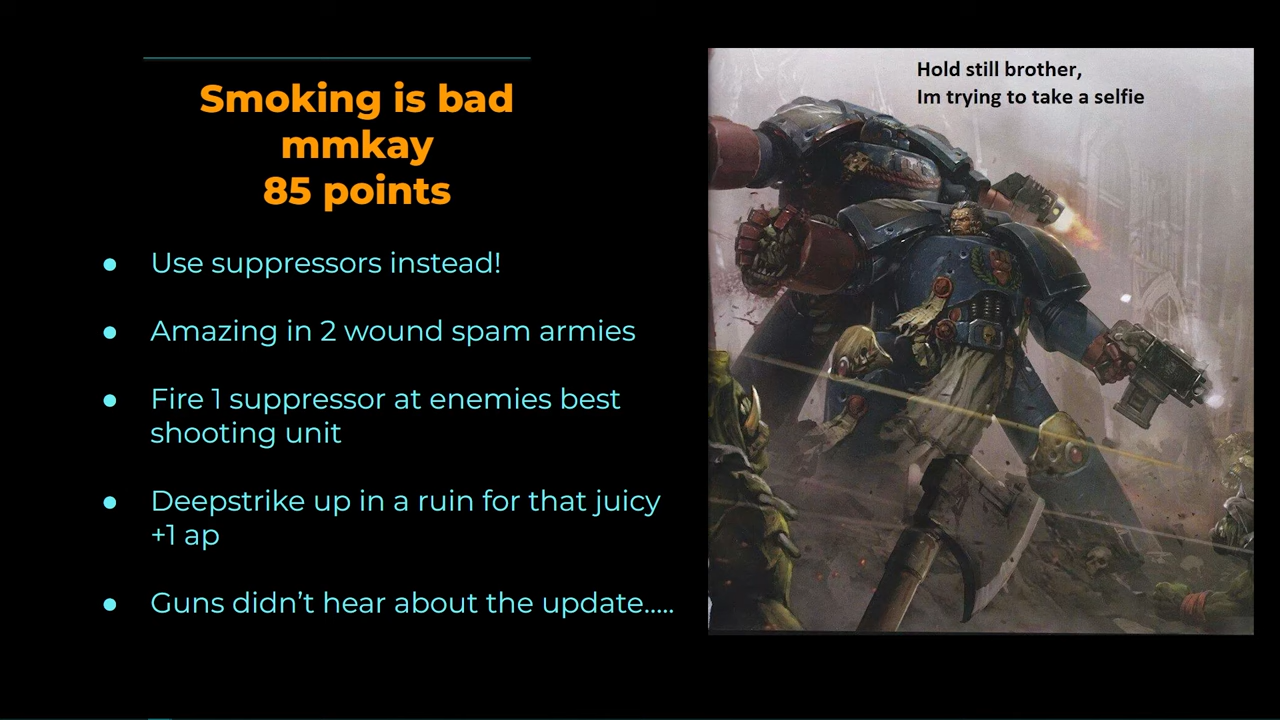 Smoking is bad
mmkay
85 points
Use suppressors instead!
Amazing in 2 wound spam armies
Fire 1 suppressor at enemies best
shooting unit
Deepstrike up in a ruin for that juicy
+1 ap
Guns didn’t hear about the update.....
Hold still brother,
Im trying to take a selfie